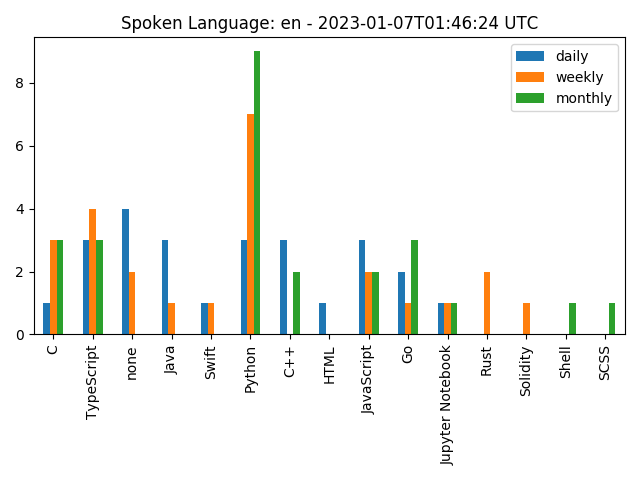 Spoken Language: en - 2023-01-07T01:46:24 UTC
daily
weekly
monthly
8
6
4
2
0
C
TypeScript
none
Java
Swift
Python
C++
HTML
JavaScript
Go
Jupyter Notebook
Rust
Solidity
Shell
SCSS